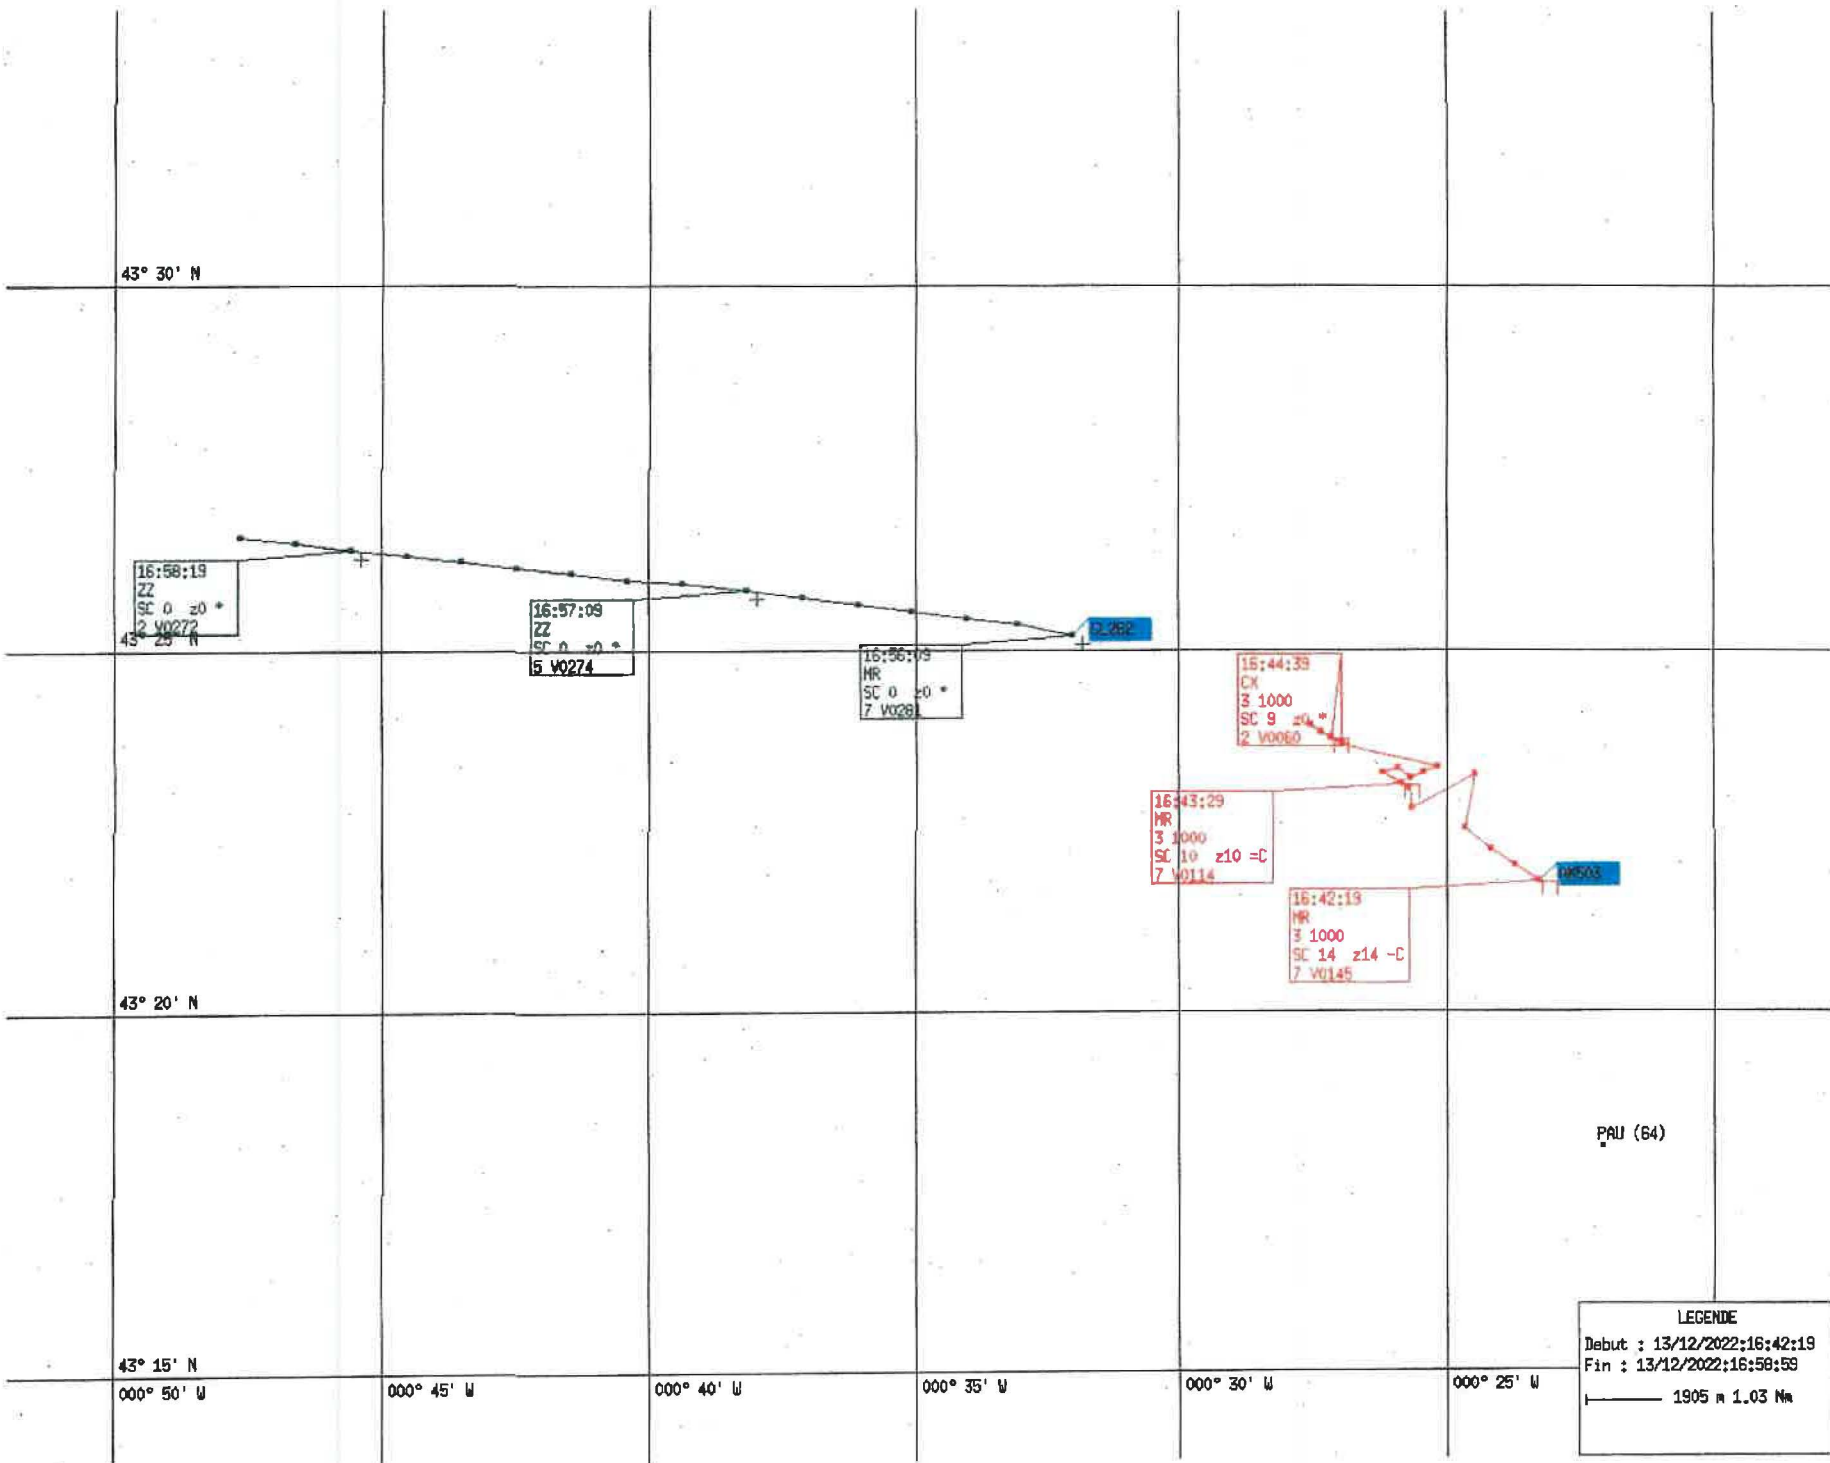 43° 30' N
16:58:19
ZZ
SC 0 z0 *
2 V0272
43° 25' N
16:57:09
ZZ
SC 0 z0 *
5 V0274
16:56:09
MR
SC 0 z0 *
7 V0281
16:44:39
CX
3 1000
SC 9 z0 *
2 V0060
16:43:29
MR
3 1000
SC 10 z10 =C
7 V0114
16:42:19
MR
3 1000
SC 14 z14 -C
7 V0145
43° 20' N
PAU (64)
43° 15' N
000° 50' W
000° 45' W
000° 40' W
000° 35' W
000° 30' W
000° 25' W
LEGENDE
Debut : 13/12/2022:16:42:19
Fin : 13/12/2022:16:58:59
1905 m 1.03 Nm